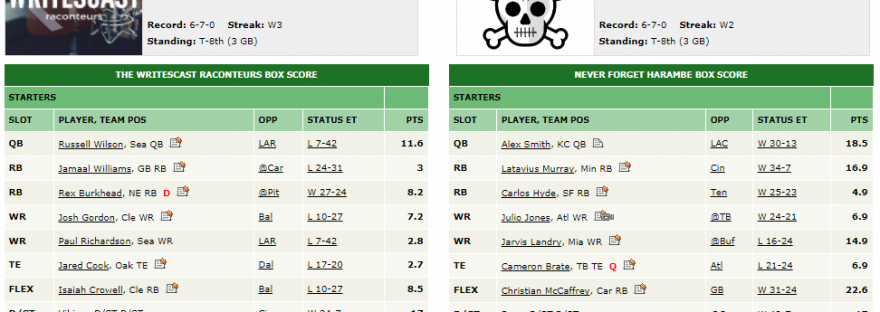 WRITESCAST
raconteurs
Record: 6-7-0 Streak: W3
Standing: T-8th (3 GB)
THE WRITESCAST RACONTEURS BOX SCORE
STARTERS
SLOT PLAYER, TEAM POS OPP STATUS ET PTS
QB Russell Wilson, Sea QB LAR L 7-42 11.6
RB Jamaal Williams, GB RB @Car L 24-31 3
RB Rex Burkhead, NE RB D @Pit W 27-24 8.2
WR Josh Gordon, Cle WR Bal L 10-27 7.2
WR Paul Richardson, Sea WR LAR L 7-42 2.8
TE Jared Cook, Oak TE Dal L 17-20 2.7
FLEX Isaiah Crowell, Cle RB Bal L 10-27 8.5
Record: 6-7-0 Streak: W2
Standing: T-8th (3 GB)
NEVER FORGET HARAMBE BOX SCORE
STARTERS
SLOT PLAYER, TEAM POS OPP STATUS ET PTS
QB Alex Smith, KC QB LAC W 30-13 18.5
RB Latavius Murray, Min RB Cin W 34-7 16.9
RB Carlos Hyde, SF RB Ten W 25-23 4.9
WR Julio Jones, Atl WR @TB W 24-21 6.9
WR Jarvis Landry, Mia WR @Buf L 16-24 14.9
TE Cameron Brate, TB TE Q Atl L 21-24 6.9
FLEX Christian McCaffrey, Car RB GB W 31-24 22.6